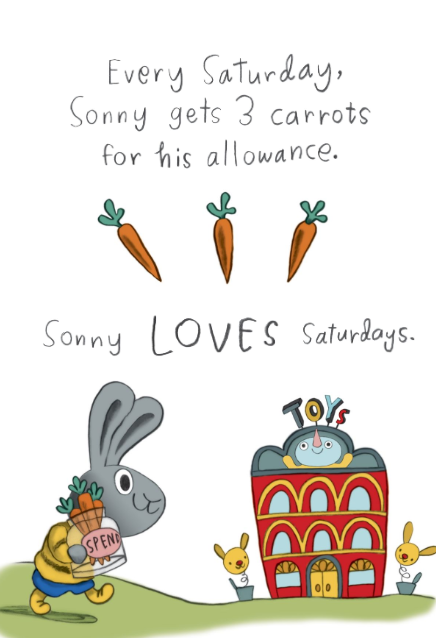 Every Saturday,
Sonny gets 3 carrots
for his allowance.
Sonny LOVES Saturdays.
TOYS
SPEND